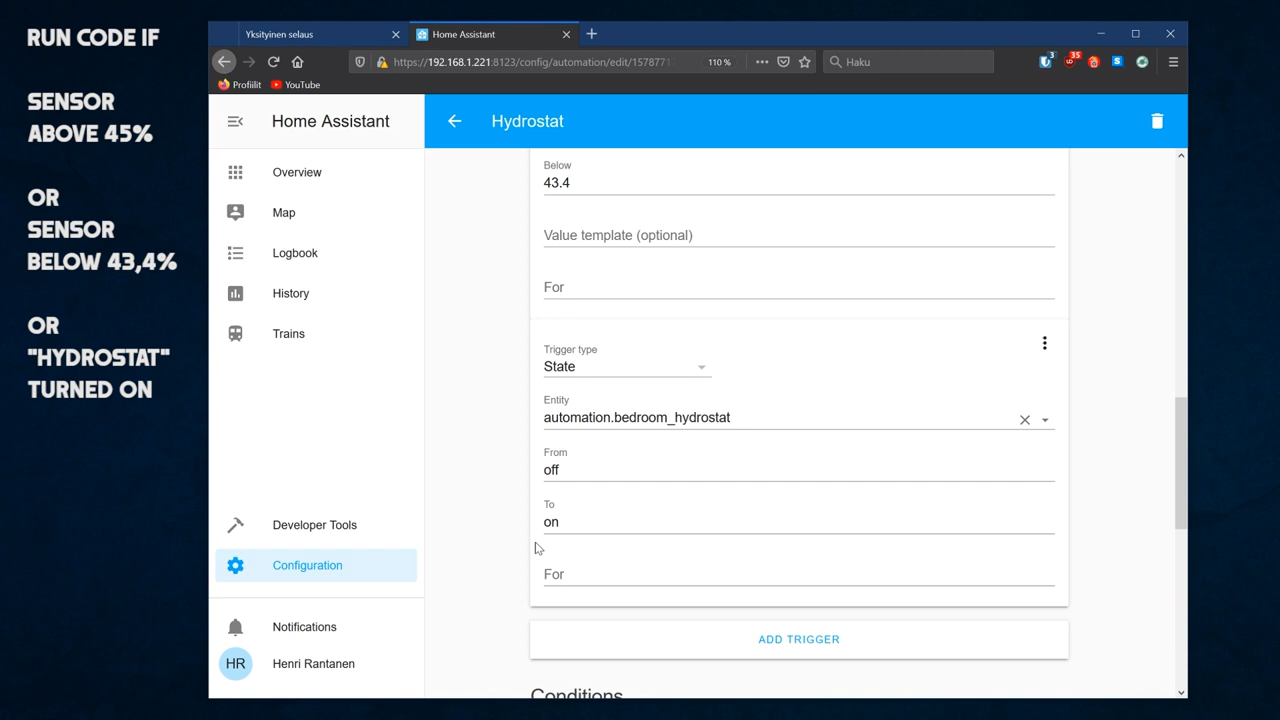 RUN CODE IF
SENSOR
ABOVE 45%
OR
SENSOR
BELOW 43,4%
OR
"HYDROSTAT"
TURNED ON
Yksityinen selaus
Home Assistant
https://192.168.1.221:8123/config/automation/edit/157877
110 %
Haku
3
35
Profiilit
YouTube
Home Assistant
Hydrostat
Overview
Map
Logbook
History
Trains
Developer Tools
Configuration
Notifications
HR
Henri Rantanen
Below
43.4
Value template (optional)
For
Trigger type
State
Entity
automation.bedroom_hydrostat
From
off
To
on
For
ADD TRIGGER
Conditions